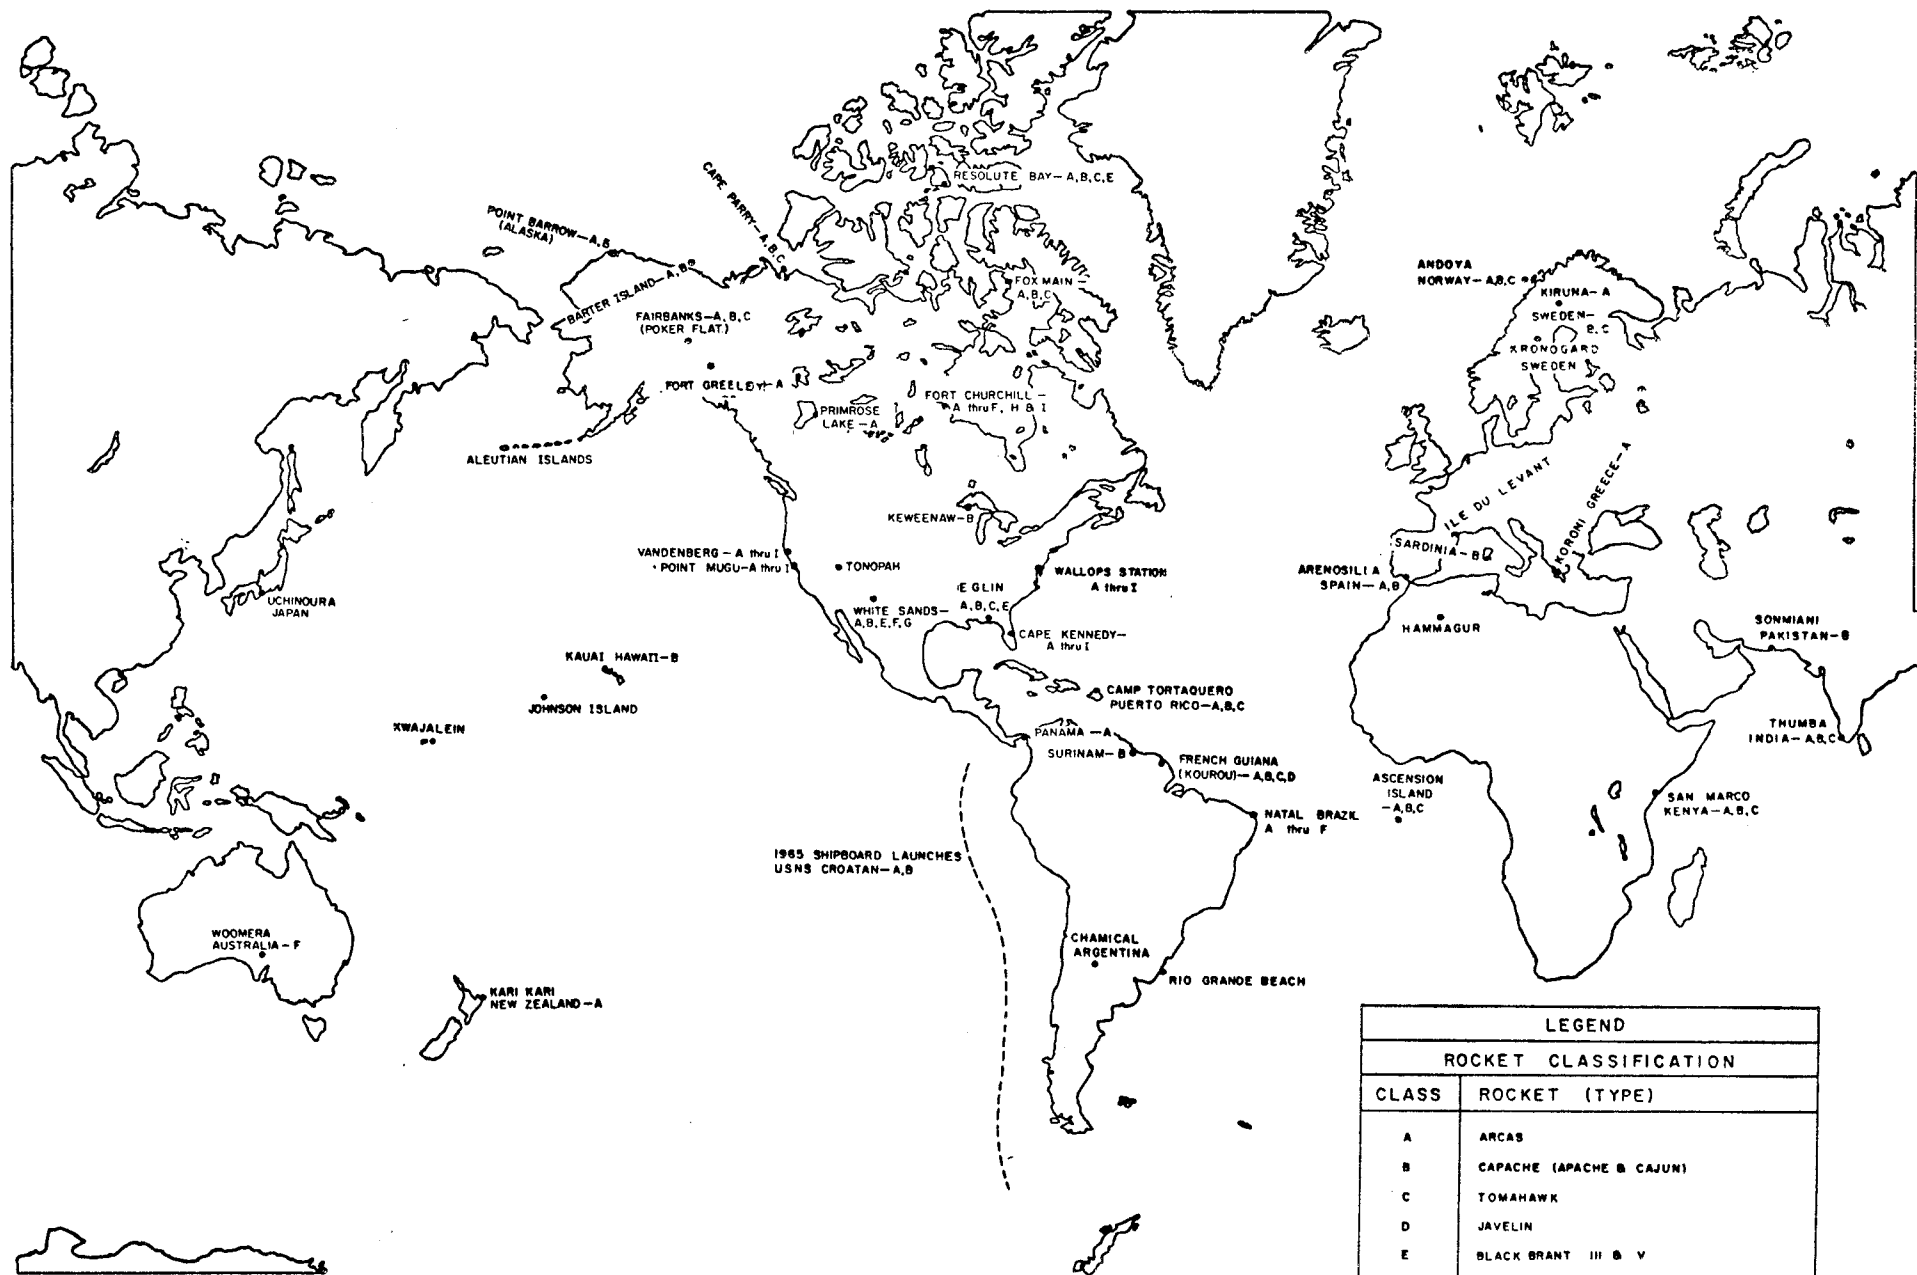 RESOLUTE BAY—A,B,C,E
CAPE PARRY—A,B,C
POINT BARROW—A,B
(ALASKA)
BARTER ISLAND—A,B
FOX MAIN—
A,B,C
ANDOYA
NORWAY—A,B,C
KIRUNA—A
SWEDEN—
B,C
KRONOGARD
SWEDEN
FAIRBANKS—A,B,C
(POKER FLAT)
FORT GREELEY—A
PRIMROSE
LAKE—A
FORT CHURCHILL—
A thru F, H & I
ALEUTIAN ISLANDS
KEWEENAW—B
ILE DU LEVANT
KORONI GREECE—A
SARDINIA—B
VANDENBERG—A thru I
POINT MUGU—A thru I
TONOPAH
WALLOPS STATION
A thru I
ARENOSILLA
SPAIN—A,B
UCHINOURA
JAPAN
EGLIN
A,B,C,E
WHITE SANDS—
A,B,E,F,G
CAPE KENNEDY—
A thru I
HAMMAGUR
SONMIANI
PAKISTAN—B
KAUAI HAWAII—B
JOHNSON ISLAND
CAMP TORTAQUERO
PUERTO RICO—A,B,C
KWAJALEIN
PANAMA—A
SURINAM—B
FRENCH GUIANA
(KOUROU)—A,B,C,D
THUMBA
INDIA—A,B,C
ASCENSION
ISLAND
—A,B,C
SAN MARCO
KENYA—A,B,C
NATAL BRAZIL
A thru F
1965 SHIPBOARD LAUNCHES
USNS CROATAN—A,B
WOOMERA
AUSTRALIA—F
CHAMICAL
ARGENTINA
RIO GRANDE BEACH
KARI KARI
NEW ZEALAND—A
LEGEND
ROCKET CLASSIFICATION
CLASS ROCKET (TYPE)
A ARCAS
B CAPACHE (APACHE & CAJUN)
C TOMAHAWK
D JAVELIN
E BLACK BRANT III & V